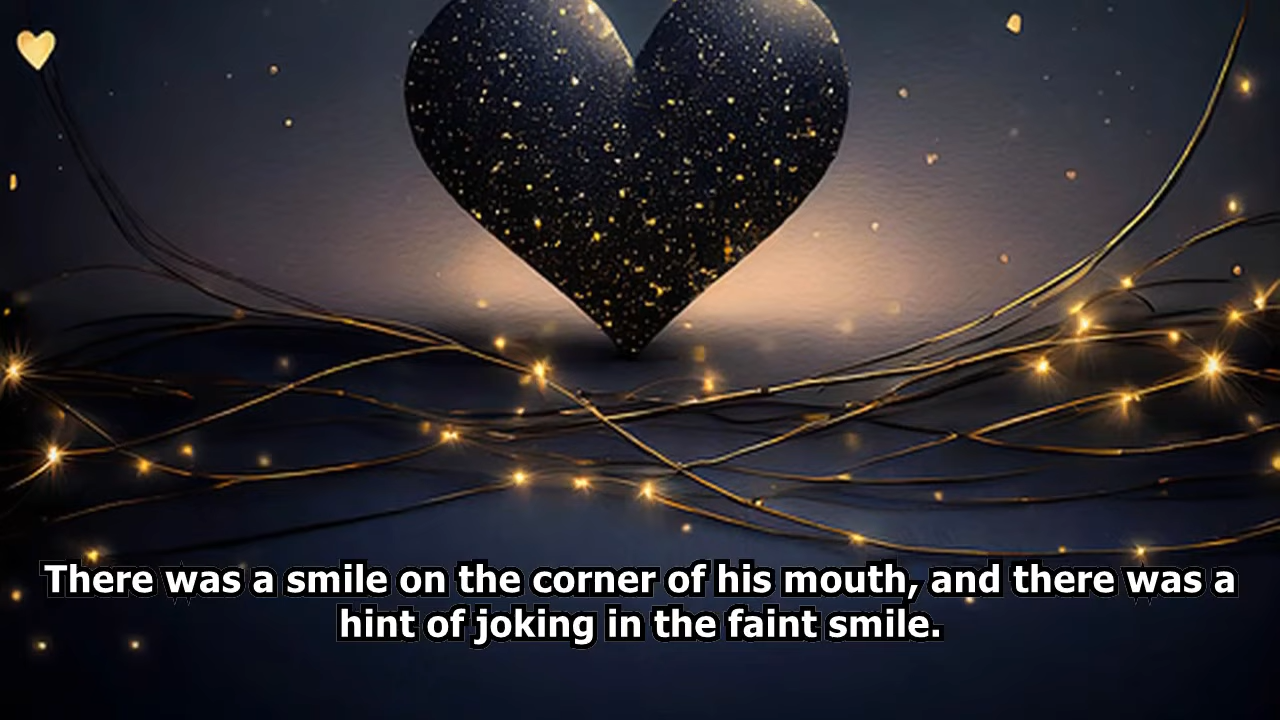 There was a smile on the corner of his mouth, and there was a
hint of joking in the faint smile.